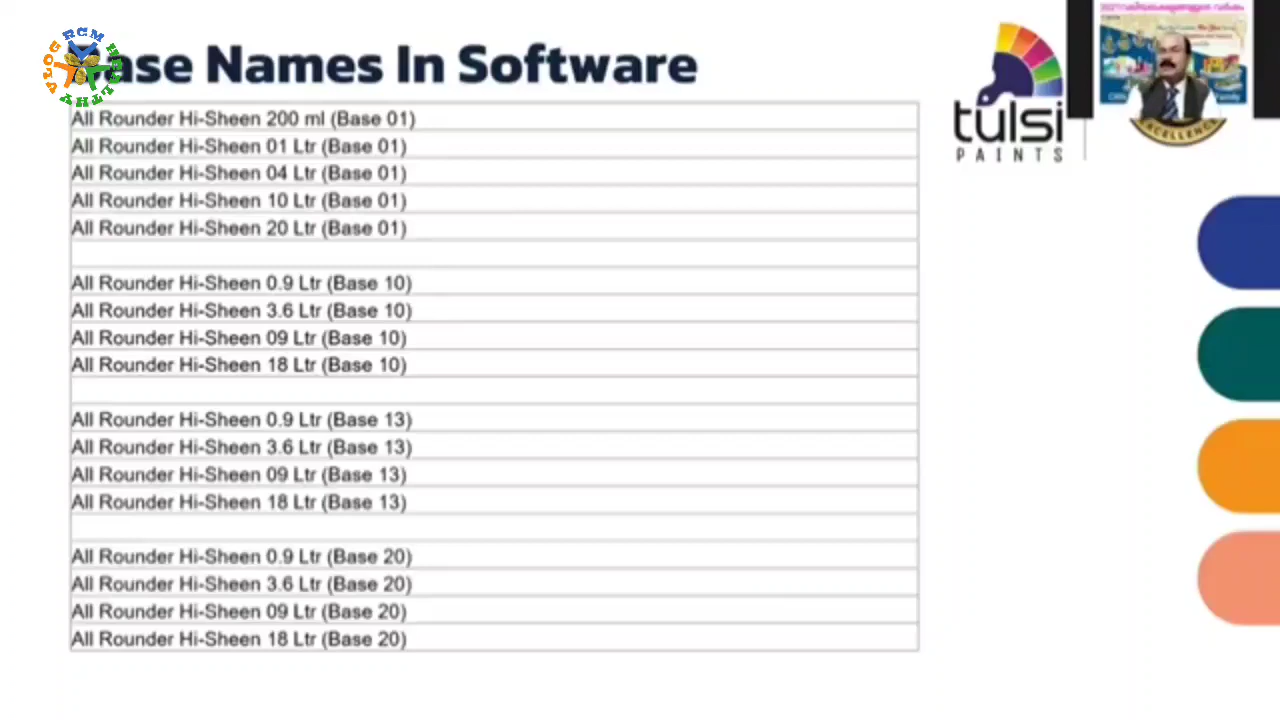 Base Names In Software
BLOG RCM HEALTHY
tulsi
PAINTS
EXCELLENCE
All Rounder Hi-Sheen 200 ml (Base 01)
All Rounder Hi-Sheen 01 Ltr (Base 01)
All Rounder Hi-Sheen 04 Ltr (Base 01)
All Rounder Hi-Sheen 10 Ltr (Base 01)
All Rounder Hi-Sheen 20 Ltr (Base 01)
All Rounder Hi-Sheen 0.9 Ltr (Base 10)
All Rounder Hi-Sheen 3.6 Ltr (Base 10)
All Rounder Hi-Sheen 09 Ltr (Base 10)
All Rounder Hi-Sheen 18 Ltr (Base 10)
All Rounder Hi-Sheen 0.9 Ltr (Base 13)
All Rounder Hi-Sheen 3.6 Ltr (Base 13)
All Rounder Hi-Sheen 09 Ltr (Base 13)
All Rounder Hi-Sheen 18 Ltr (Base 13)
All Rounder Hi-Sheen 0.9 Ltr (Base 20)
All Rounder Hi-Sheen 3.6 Ltr (Base 20)
All Rounder Hi-Sheen 09 Ltr (Base 20)
All Rounder Hi-Sheen 18 Ltr (Base 20)